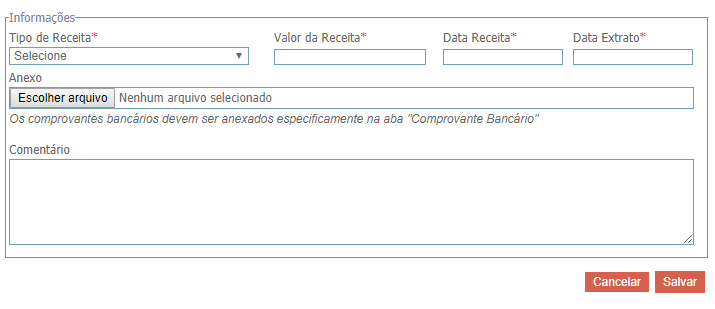 Informações
Tipo de Receita* Valor da Receita* Data Receita* Data Extrato*
Selecione
Anexo
Escolher arquivo Nenhum arquivo selecionado
Os comprovantes bancários devem ser anexados especificamente na aba "Comprovante Bancário"
Comentário
Cancelar Salvar